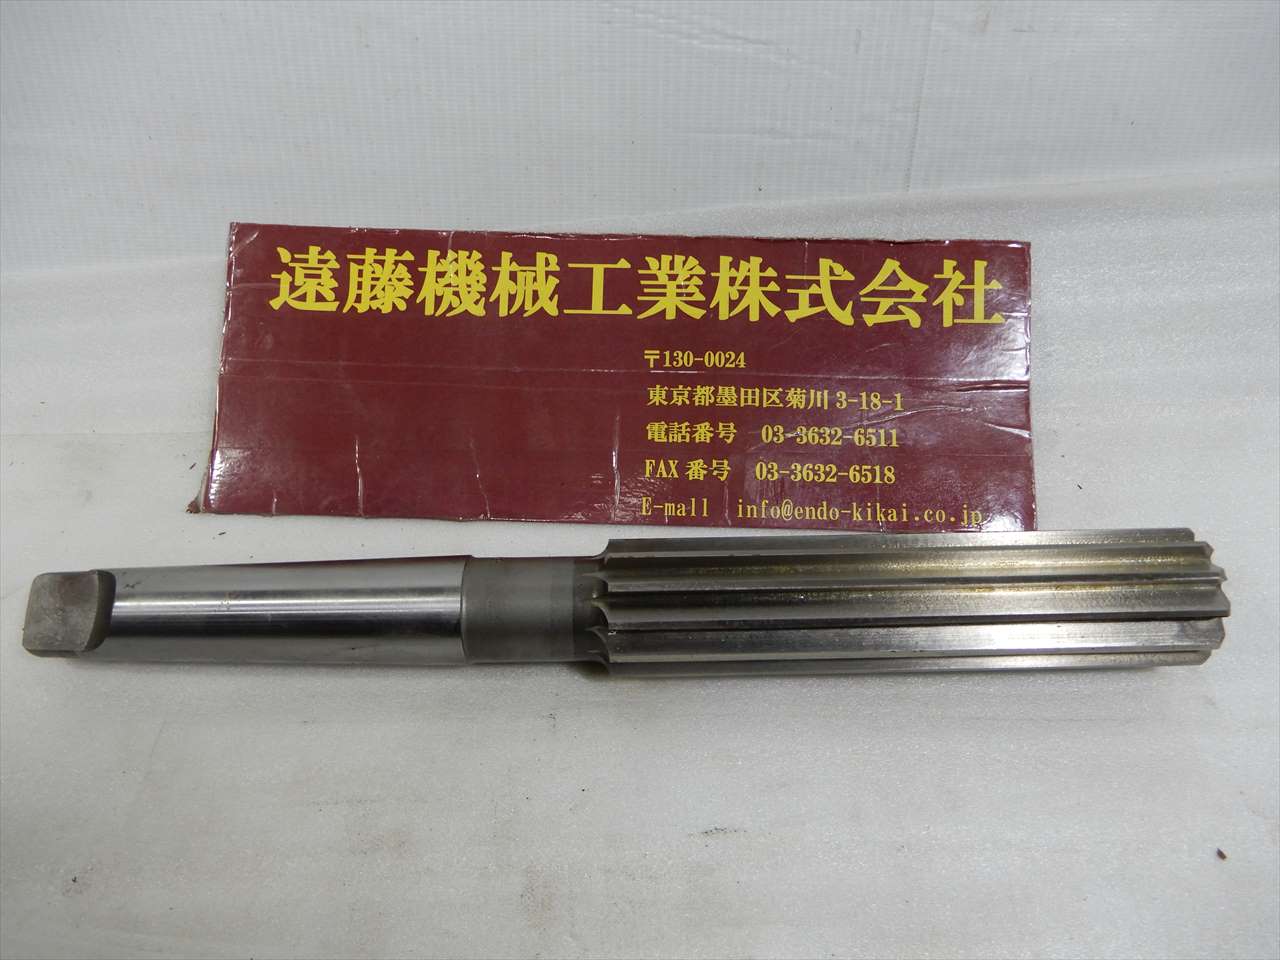 遠藤機械工業株式会社
〒130-0024
東京都墨田区菊川 3-18-1
電話番号 03-3632-6511
FAX 番号 03-3632-6518
E-mall info@endo-kikai.co.jp